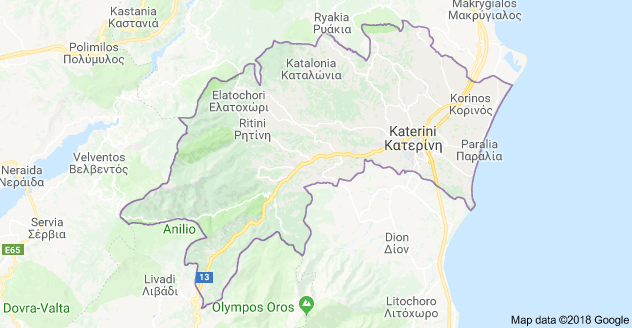 Kastania
Καστανιά
Ryakia
Ρυάκια
Makrygialos
Μακρυγιαλος
Polimilos
Πολύμυλος
Katalonia
Καταλώνια
Elatochori
Ελατοχώρι
Korinos
Κορινός
Ritini
Ρητίνη
Katerini
Κατερίνη
Paralia
Παραλία
Velventos
Βελβεντός
Neraida
Νεράιδα
Servia
Σέρβια
Anilio
E65
Dion
Δίον
Livadi
Λιβάδι
13
Dovra-Valta
Olympos Oros
Litochoro
Λιτόχωρο
Map data ©2018 Google